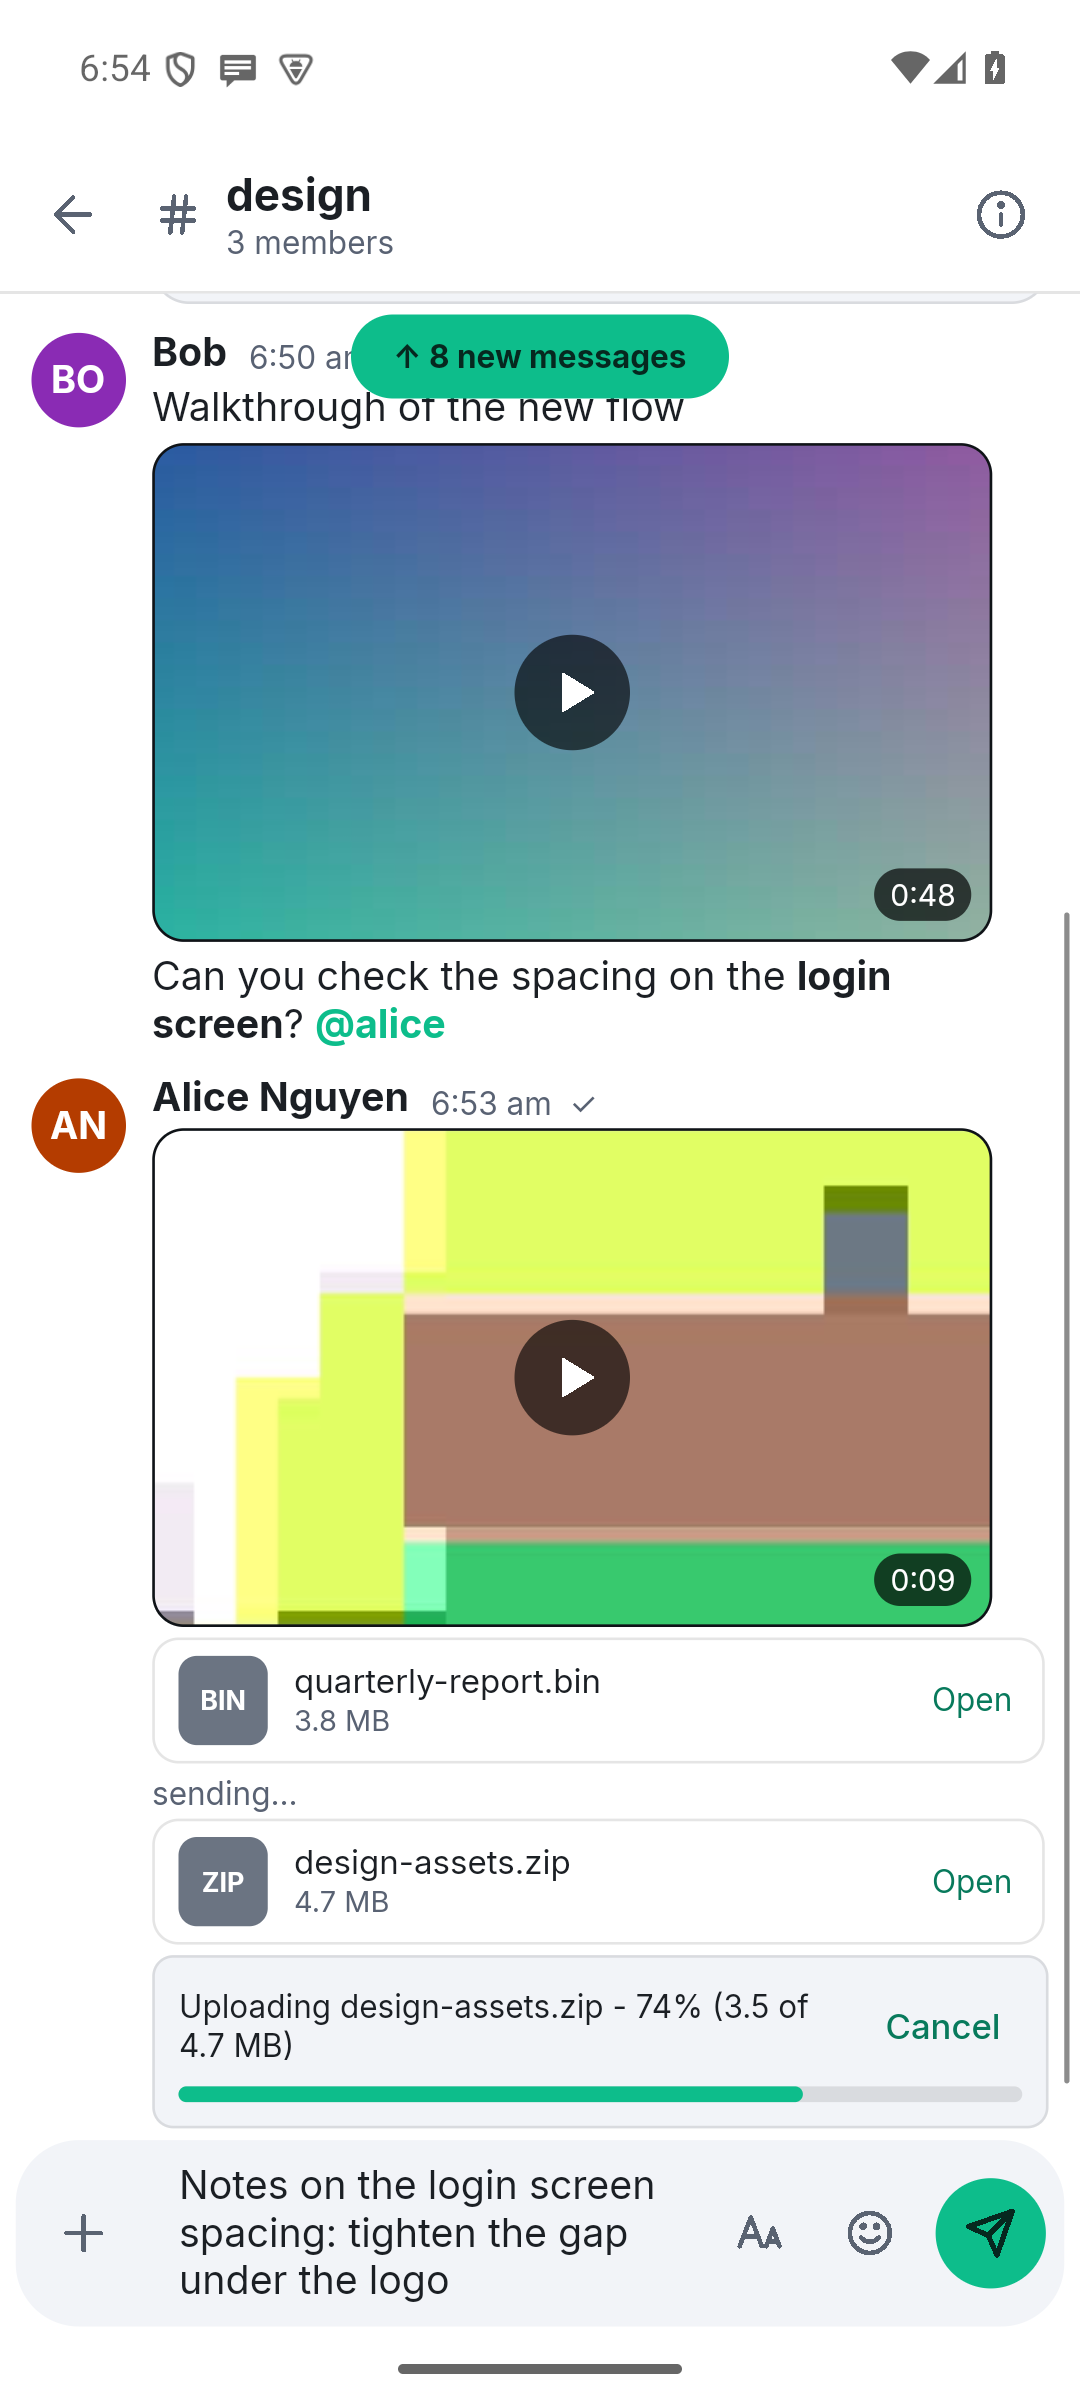 6:54
design
3 members
Bob 6:50 am
↑ 8 new messages
Walkthrough of the new flow
BO
0:48
Can you check the spacing on the login
screen? @alice
AN
Alice Nguyen 6:53 am
0:09
BIN
quarterly-report.bin
3.8 MB
Open
sending...
ZIP
design-assets.zip
4.7 MB
Open
Uploading design-assets.zip - 74% (3.5 of
4.7 MB)
Cancel
Notes on the login screen
spacing: tighten the gap
under the logo
AA